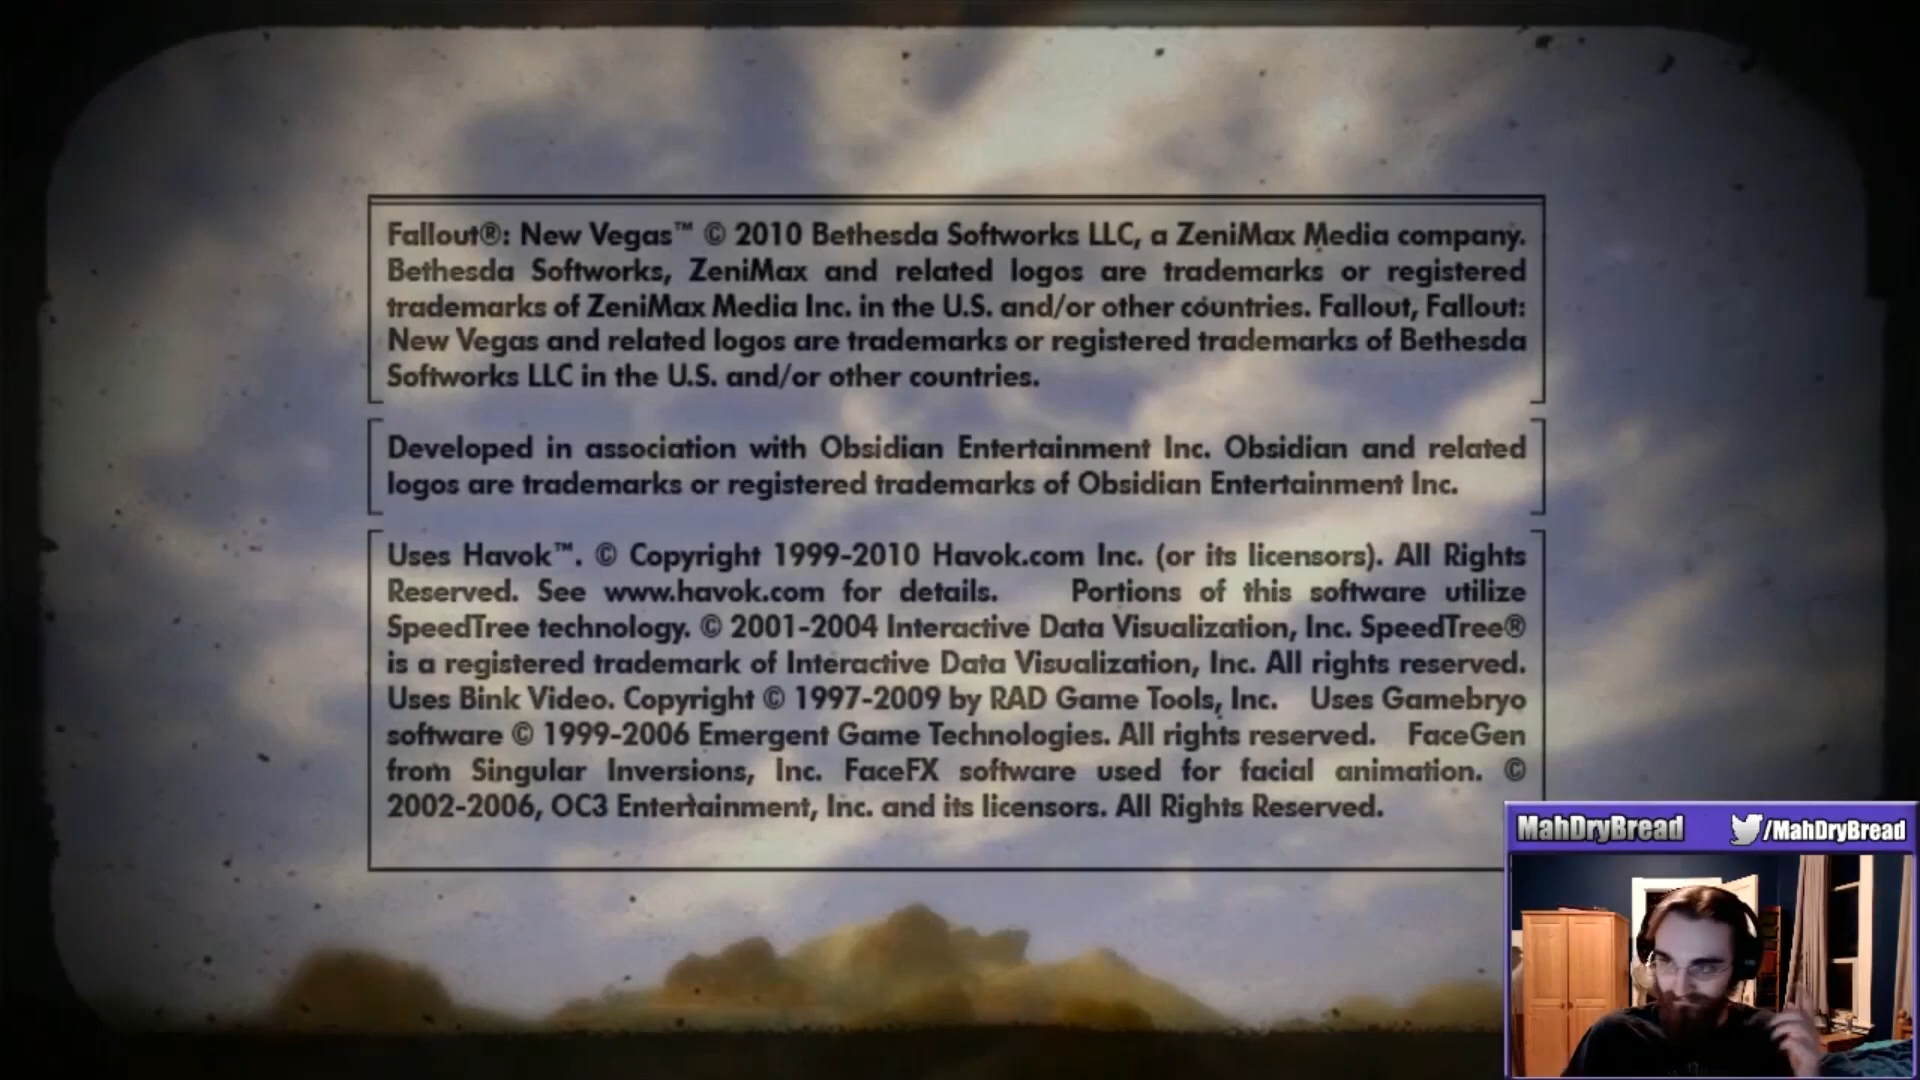 Fallout®: New Vegas™ © 2010 Bethesda Softworks LLC, a ZeniMax Media company.
Bethesda Softworks, ZeniMax and related logos are trademarks or registered
trademarks of ZeniMax Media Inc. in the U.S. and/or other countries. Fallout, Fallout:
New Vegas and related logos are trademarks or registered trademarks of Bethesda
Softworks LLC in the U.S. and/or other countries.
Developed in association with Obsidian Entertainment Inc. Obsidian and related
logos are trademarks or registered trademarks of Obsidian Entertainment Inc.
Uses Havok™. © Copyright 1999-2010 Havok.com Inc. (or its licensors). All Rights
Reserved. See www.havok.com for details. Portions of this software utilize
SpeedTree technology. © 2001-2004 Interactive Data Visualization, Inc. SpeedTree®
is a registered trademark of Interactive Data Visualization, Inc. All rights reserved.
Uses Bink Video. Copyright © 1997-2009 by RAD Game Tools, Inc. Uses Gamebryo
software © 1999-2006 Emergent Game Technologies. All rights reserved. FaceGen
from Singular Inversions, Inc. FaceFX software used for facial animation. ©
2002-2006, OC3 Entertainment, Inc. and its licensors. All Rights Reserved.
MahDryBread /MahDryBread